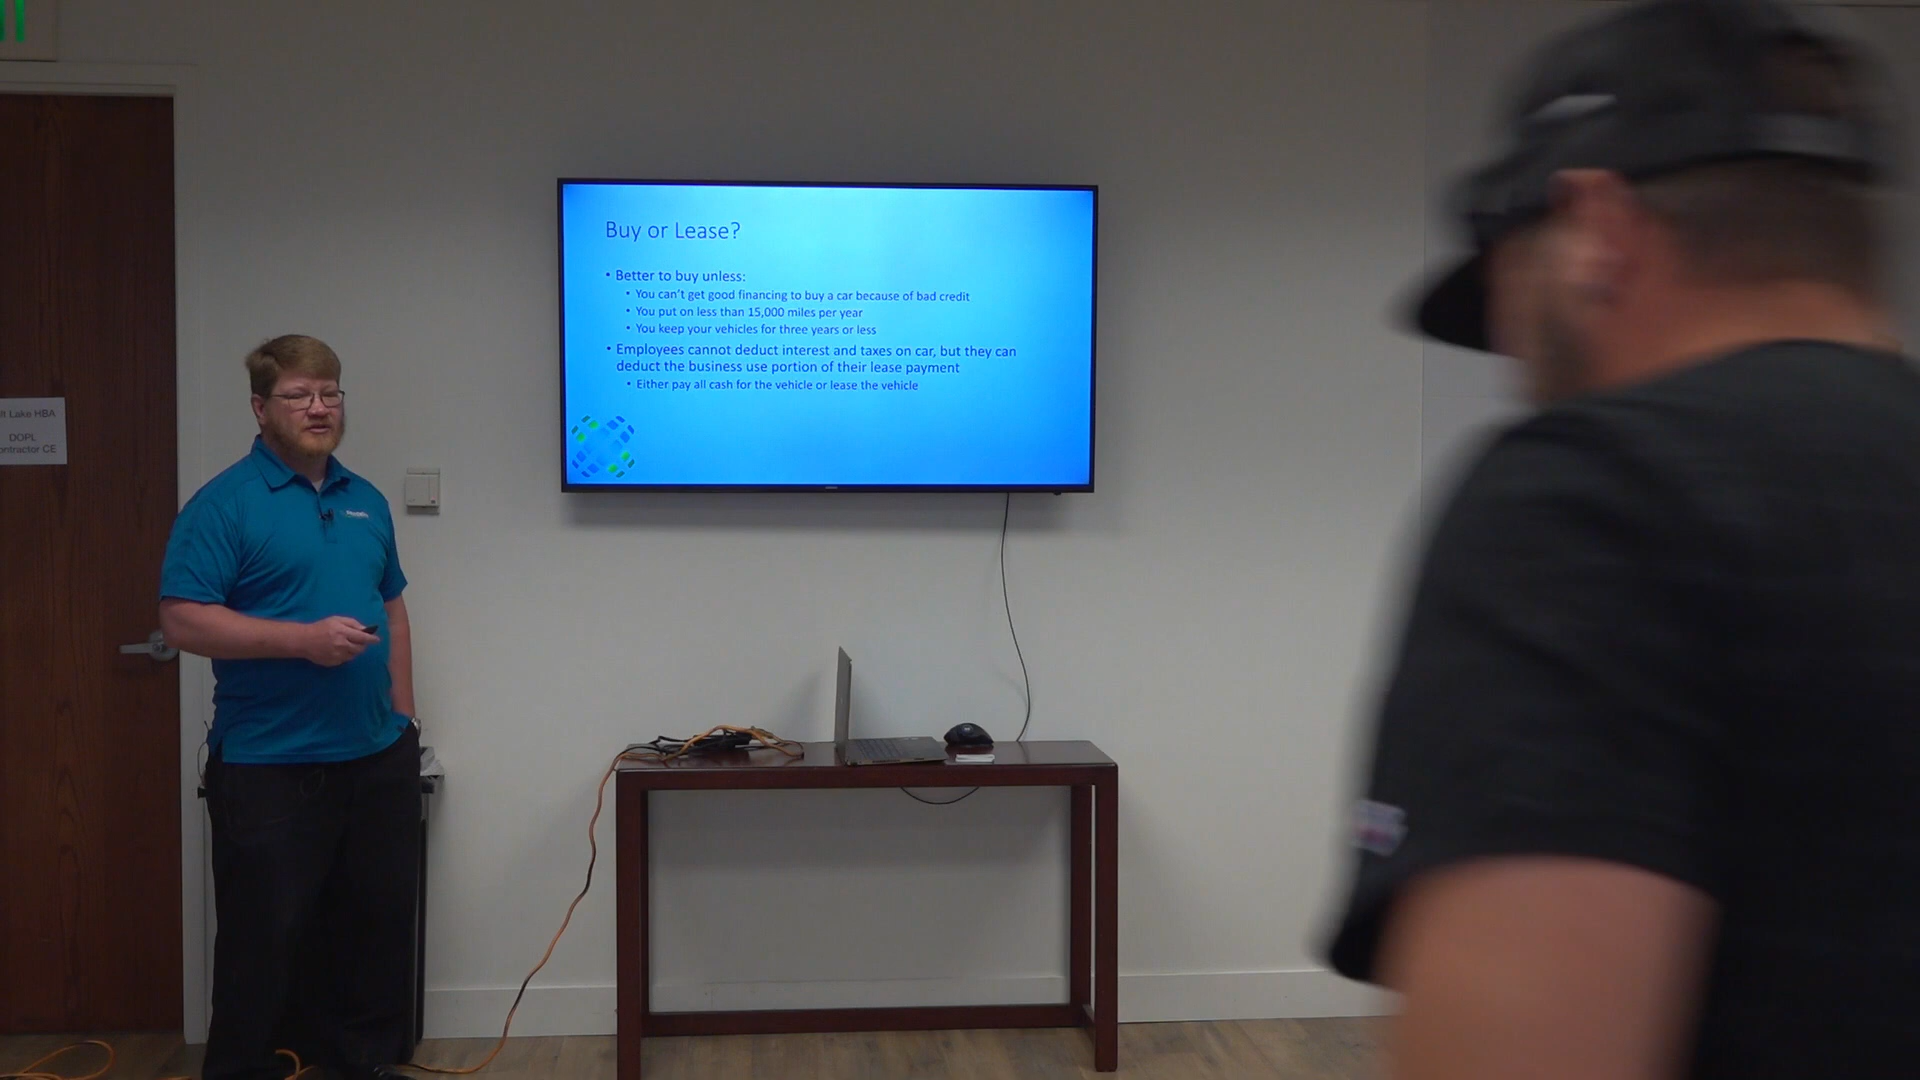 Buy or Lease?
• Better to buy unless:
• You can't get good financing to buy a car because of bad credit
• You put on less than 15,000 miles per year
• You keep your vehicles for three years or less
• Employees cannot deduct interest and taxes on car, but they can
deduct the business use portion of their lease payment
• Either pay all cash for the vehicle or lease the vehicle
lt Lake HBA
DOPL
ontractor CE